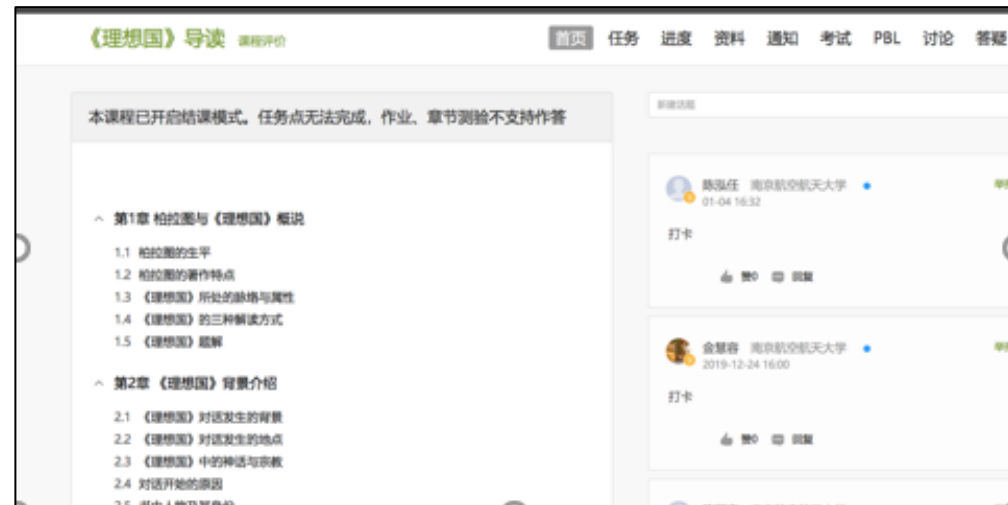 《理想国》导读 课程评价
首页 任务 进度 资料 通知 考试 PBL 讨论 答疑
本课程已开启结课模式。任务点无法完成，作业、章节测验不支持作答
新建话题
第1章 柏拉图与《理想国》概说
1.1 柏拉图的生平
1.2 柏拉图的著作特点
1.3 《理想国》所处的脉络与属性
1.4 《理想国》的三种解读方式
1.5 《理想国》题解
第2章 《理想国》背景介绍
2.1 《理想国》对话发生的背景
2.2 《理想国》对话发生的地点
2.3 《理想国》中的神话与宗教
2.4 对话开始的原因
陈泓任 南京航空航天大学
01-04 16:32
打卡
赞0 回复
金慧容 南京航空航天大学
2019-12-24 16:00
打卡
赞0 回复